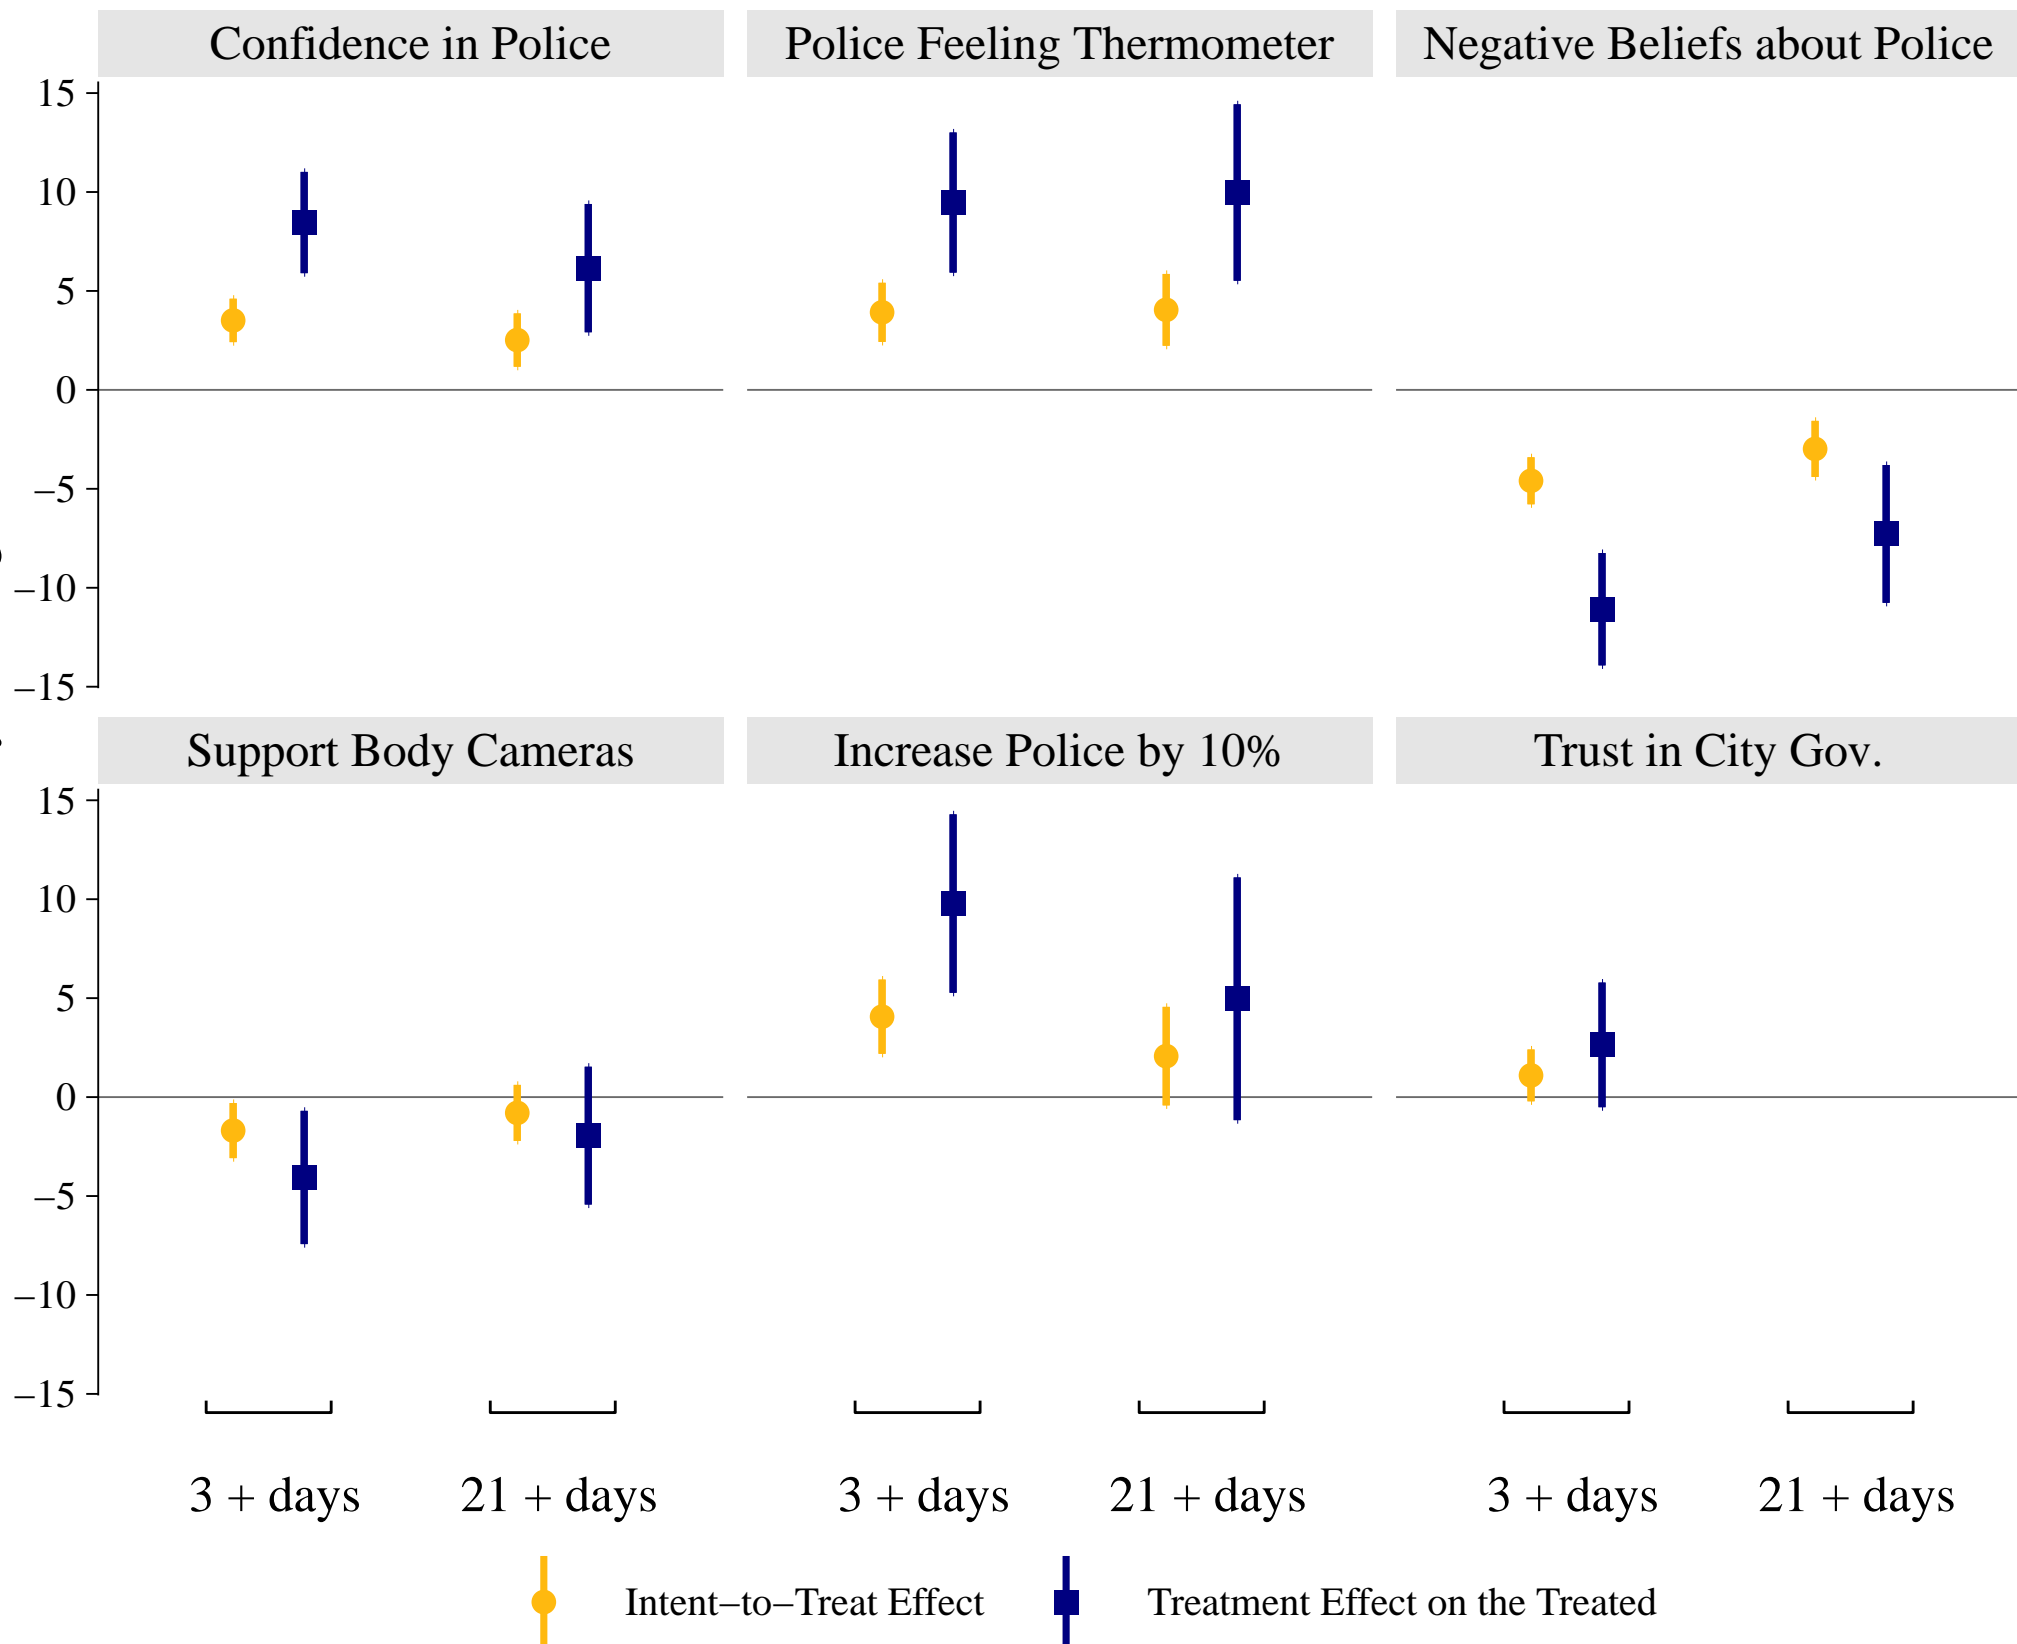 Confidence in Police
Police Feeling Thermometer
Negative Beliefs about Police
15
10
5
0
−5
−10
−15
Support Body Cameras
Increase Police by 10%
Trust in City Gov.
15
10
5
0
−5
−10
−15
3 + days
21 + days
3 + days
21 + days
3 + days
21 + days
Intent−to−Treat Effect
Treatment Effect on the Treated